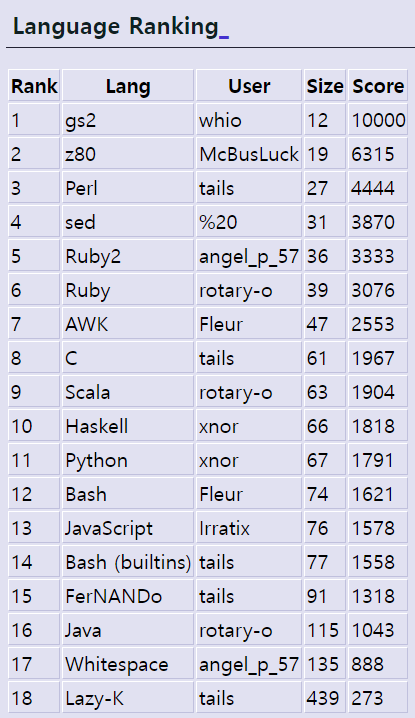 Language Ranking_
Rank Lang User Size Score
1 gs2 whio 12 10000
2 z80 McBusLuck 19 6315
3 Perl tails 27 4444
4 sed %20 31 3870
5 Ruby2 angel_p_57 36 3333
6 Ruby rotary-o 39 3076
7 AWK Fleur 47 2553
8 C tails 61 1967
9 Scala rotary-o 63 1904
10 Haskell xnor 66 1818
11 Python xnor 67 1791
12 Bash Fleur 74 1621
13 JavaScript Irratix 76 1578
14 Bash (builtins) tails 77 1558
15 FerNANDo tails 91 1318
16 Java rotary-o 115 1043
17 Whitespace angel_p_57 135 888
18 Lazy-K tails 439 273